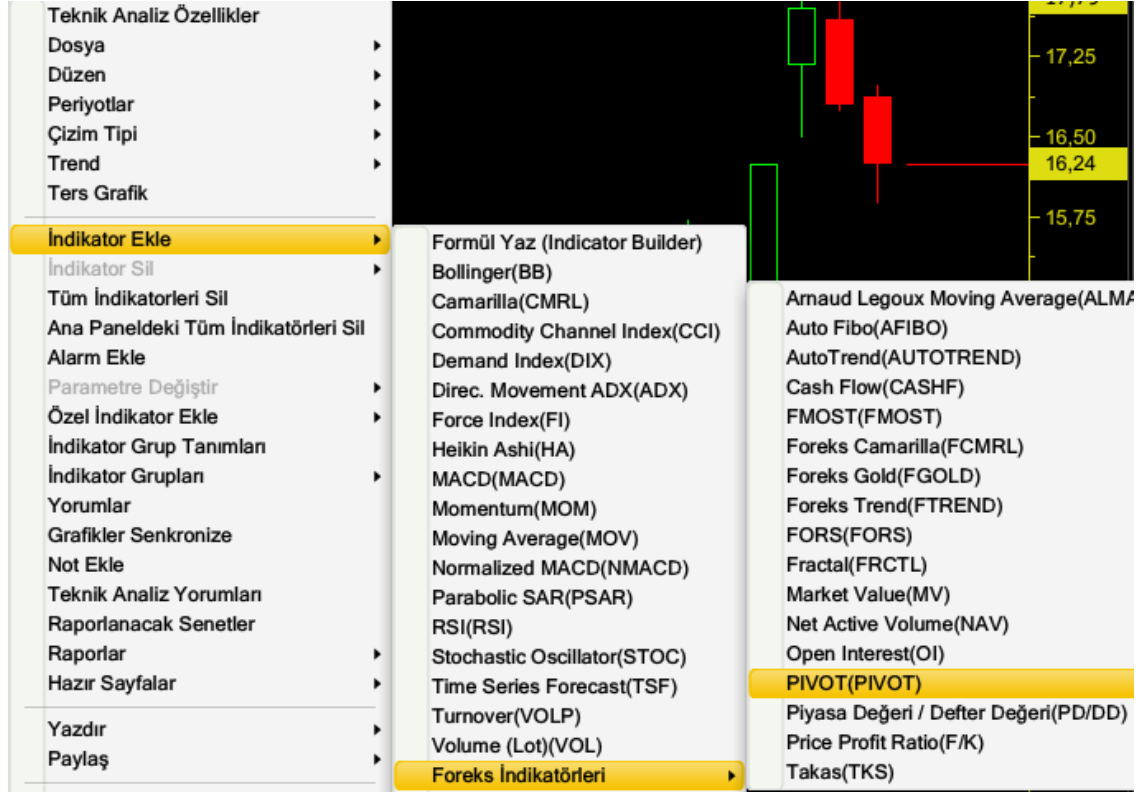 Teknik Analiz Özellikler
Dosya
Düzen
Periyotlar
Çizim Tipi
Trend
Ters Grafik
İndikator Ekle
İndikator Sil
Tüm İndikatorleri Sil
Ana Paneldeki Tüm İndikatörleri Sil
Alarm Ekle
Parametre Değiştir
Özel İndikator Ekle
İndikator Grup Tanımları
İndikator Grupları
Yorumlar
Grafikler Senkronize
Not Ekle
Teknik Analiz Yorumları
Raporlanacak Senetler
Raporlar
Hazır Sayfalar
Yazdır
Paylaş
Formül Yaz (Indicator Builder)
Bollinger(BB)
Camarilla(CMRL)
Commodity Channel Index(CCI)
Demand Index(DIX)
Direc. Movement ADX(ADX)
Force Index(FI)
Heikin Ashi(HA)
MACD(MACD)
Momentum(MOM)
Moving Average(MOV)
Normalized MACD(NMACD)
Parabolic SAR(PSAR)
RSI(RSI)
Stochastic Oscillator(STOC)
Time Series Forecast(TSF)
Turnover(VOLP)
Volume (Lot)(VOL)
Foreks İndikatörleri
Arnaud Legoux Moving Average(ALMA
Auto Fibo(AFIBO)
AutoTrend(AUTOTREND)
Cash Flow(CASHF)
FMOST(FMOST)
Foreks Camarilla(FCMRL)
Foreks Gold(FGOLD)
Foreks Trend(FTREND)
FORS(FORS)
Fractal(FRCTL)
Market Value(MV)
Net Active Volume(NAV)
Open Interest(OI)
PIVOT(PIVOT)
Piyasa Değeri / Defter Değeri(PD/DD)
Price Profit Ratio(F/K)
Takas(TKS)
17,25
16,50
16,24
15,75